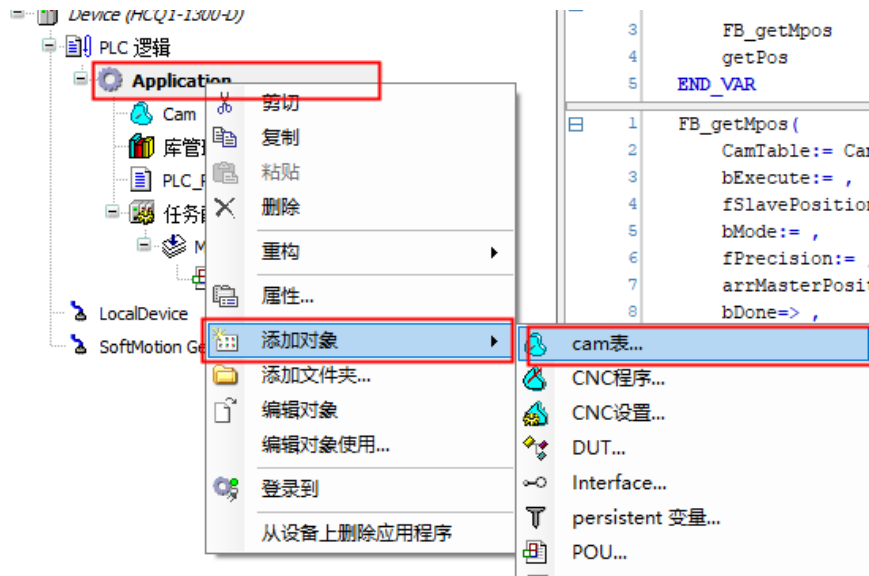 Device (HCQ1-1300-D)
PLC 逻辑
Application
Cam
库管
PLC_
任务
LocalDevice
SoftMotion Ge
剪切
复制
粘贴
删除
重构
属性...
添加对象
添加文件夹...
编辑对象
编辑对象使用...
登录到
从设备上删除应用程序
cam表...
CNC程序...
CNC设置...
DUT...
Interface...
persistent 变量...
POU...
3 FB_getMpos
4 getPos
5 END_VAR
1 FB_getMpos(
2 CamTable:= Cam
3 bExecute:= ,
4 fSlavePosition
5 bMode:= ,
6 fPrecision:= ,
7 arrMasterPosit
8 bDone=> ,